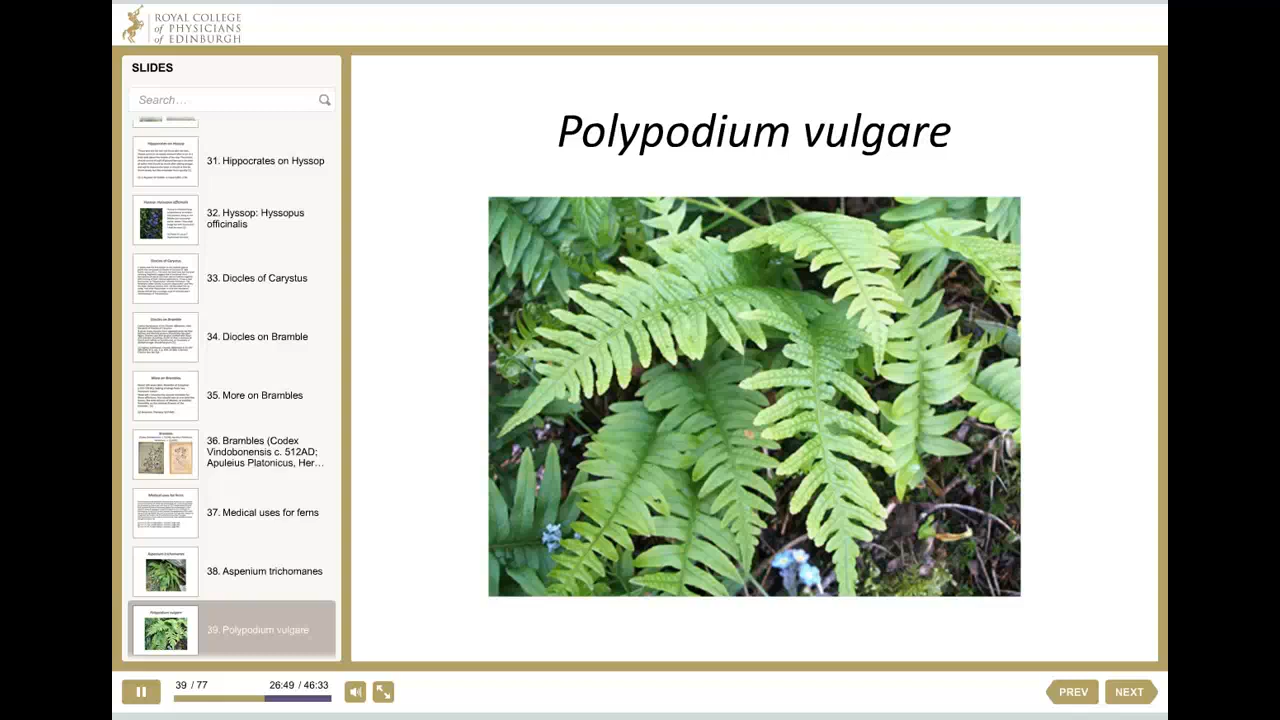 ROYAL COLLEGE
of PHYSICIANS
of EDINBURGH
SLIDES
Search...
31. Hippocrates on Hyssop
32. Hyssop: Hyssopus
officinalis
33. Diocles of Carystus
34. Diocles on Bramble
35. More on Brambles
36. Brambles (Codex
Vindobonensis c. 512AD;
Apuleius Platonicus, Her...
37. Medical uses for ferns
38. Aspenium trichomanes
39. Polypodium vulgare
Polypodium vulgare
39 / 77
26:49 / 46:33
PREV
NEXT